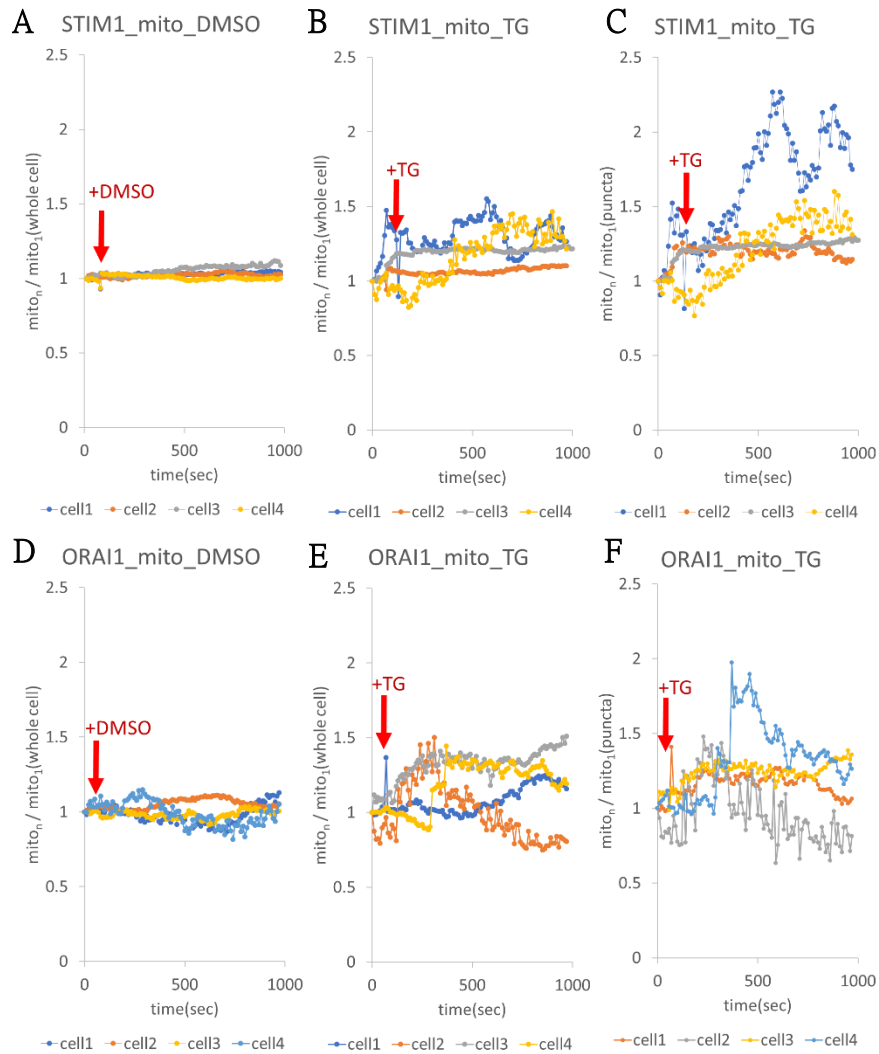 A
STIM1_mito_DMSO
2.5
2
1.5
1
0.5
0
mitoₙ / mito₁(whole cell)
+DMSO
0
500
1000
time(sec)
cell1 cell2 cell3 cell4
B
STIM1_mito_TG
2.5
2
1.5
1
0.5
0
mitoₙ / mito₁(whole cell)
+TG
0
500
1000
time(sec)
cell1 cell2 cell3 cell4
C
STIM1_mito_TG
2.5
2
1.5
1
0.5
0
mitoₙ / mito₁(puncta)
+TG
0
500
1000
time(sec)
cell1 cell2 cell3 cell4
D
ORAI1_mito_DMSO
2.5
2
1.5
1
0.5
0
mitoₙ / mito₁(whole cell)
+DMSO
0
500
1000
time(sec)
cell1 cell2 cell3 cell4
E
ORAI1_mito_TG
2.5
2
1.5
1
0.5
0
mitoₙ / mito₁(whole cell)
+TG
0
500
1000
time(sec)
cell1 cell2 cell3 cell4
F
ORAI1_mito_TG
2.5
2
1.5
1
0.5
0
mitoₙ / mito₁(puncta)
+TG
0
500
1000
time(sec)
cell1 cell2 cell3 cell4